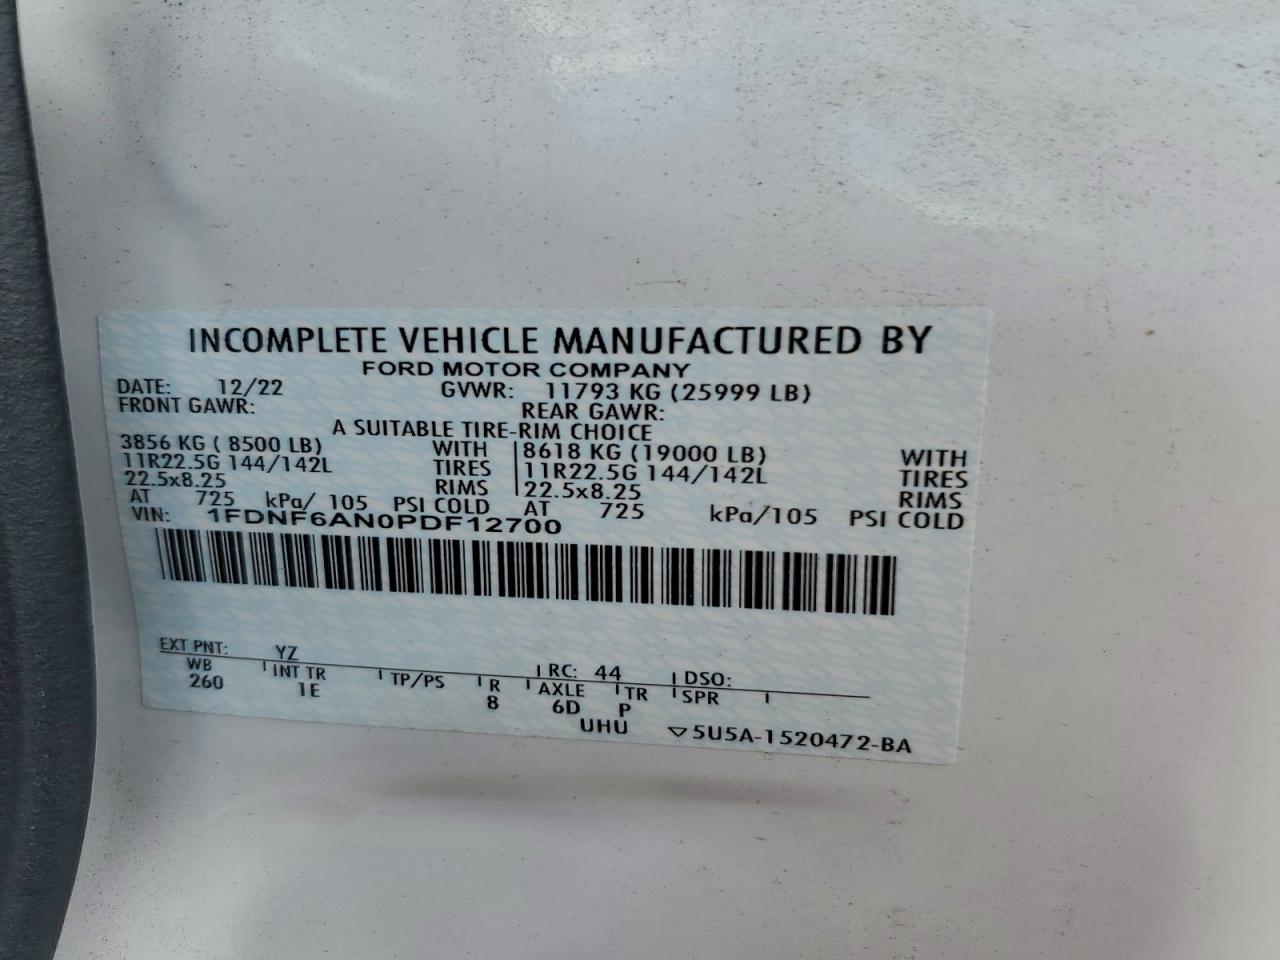 INCOMPLETE VEHICLE MANUFACTURED BY
FORD MOTOR COMPANY
DATE: 12/22 GVWR: 11793 KG (25999 LB)
FRONT GAWR: REAR GAWR:
A SUITABLE TIRE-RIM CHOICE
3856 KG ( 8500 LB) WITH 8618 KG (19000 LB) WITH
11R22.5G 144/142L TIRES 11R22.5G 144/142L TIRES
22.5x8.25 RIMS 22.5x8.25 RIMS
AT 725 kPa/ 105 PSI COLD AT 725 kPa/105 PSI COLD
VIN: 1FDNF6AN0PDF12700
EXT PNT: YZ RC: 44 DSO:
WB INT TR TP/PS R AXLE TR SPR
260 1E 8 6D P
UHU ▽5U5A-1520472-BA